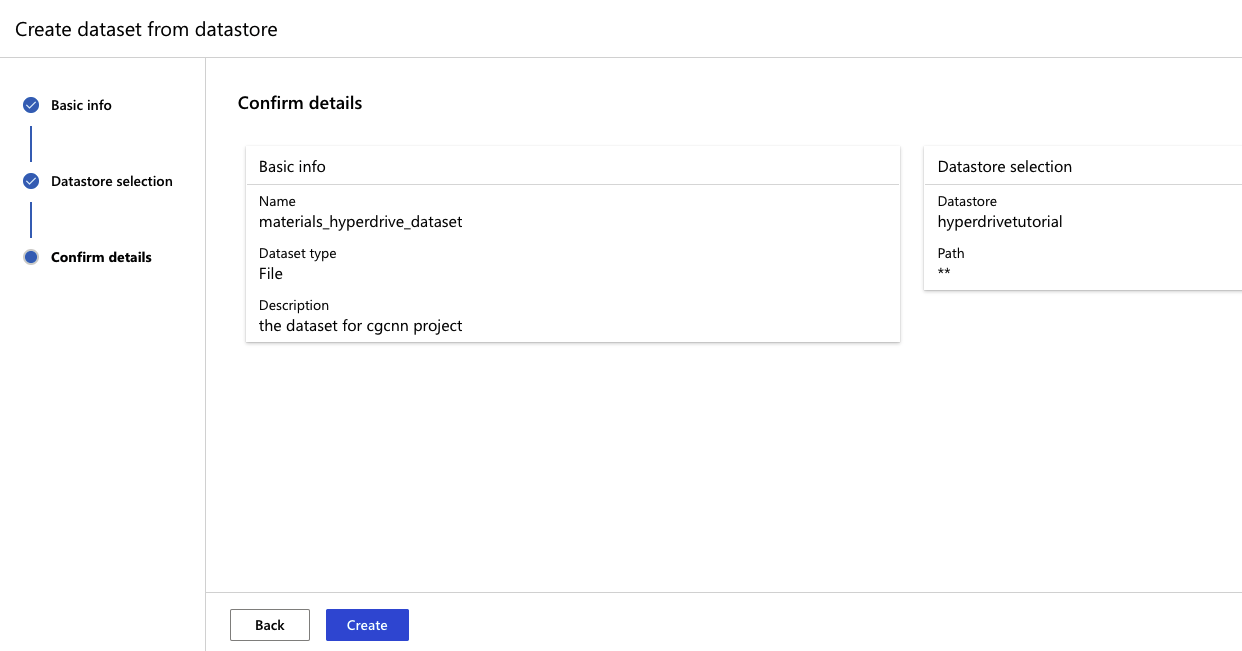 Create dataset from datastore
Basic info
Datastore selection
Confirm details
Confirm details
Basic info
Name
materials_hyperdrive_dataset
Dataset type
File
Description
the dataset for cgcnn project
Datastore selection
Datastore
hyperdrivetutorial
Path
**
Back
Create